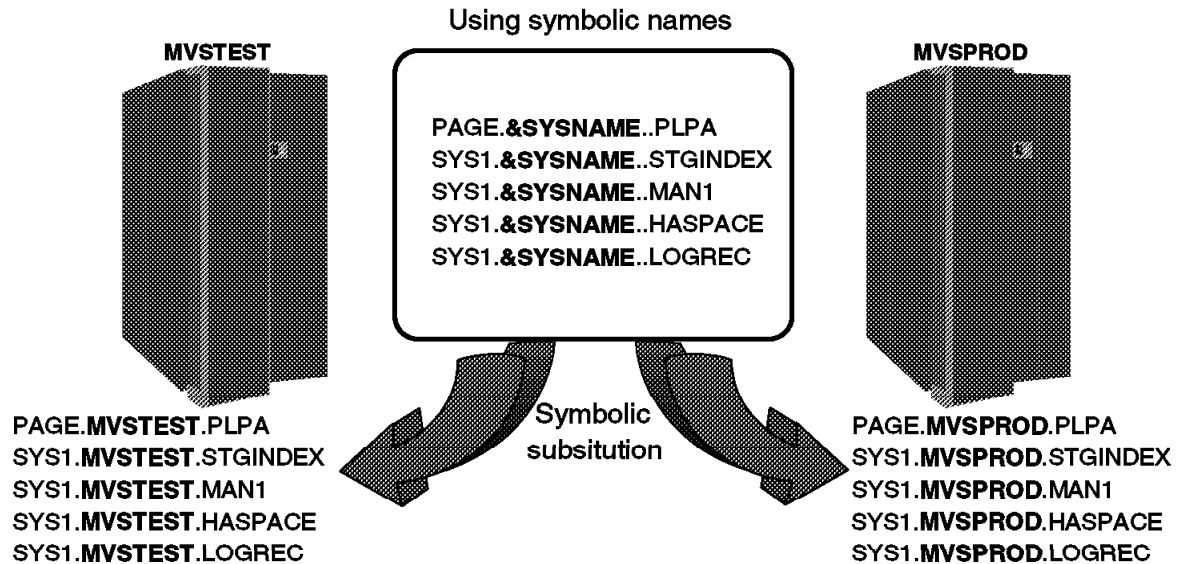 Using symbolic names
MVSTEST
MVSPROD
PAGE.&SYSNAME..PLPA
SYS1.&SYSNAME..STGINDEX
SYS1.&SYSNAME..MAN1
SYS1.&SYSNAME..HASPACE
SYS1.&SYSNAME..LOGREC
Symbolic
subsitution
PAGE.MVSTEST.PLPA
SYS1.MVSTEST.STGINDEX
SYS1.MVSTEST.MAN1
SYS1.MVSTEST.HASPACE
SYS1.MVSTEST.LOGREC
PAGE.MVSPROD.PLPA
SYS1.MVSPROD.STGINDEX
SYS1.MVSPROD.MAN1
SYS1.MVSPROD.HASPACE
SYS1.MVSPROD.LOGREC